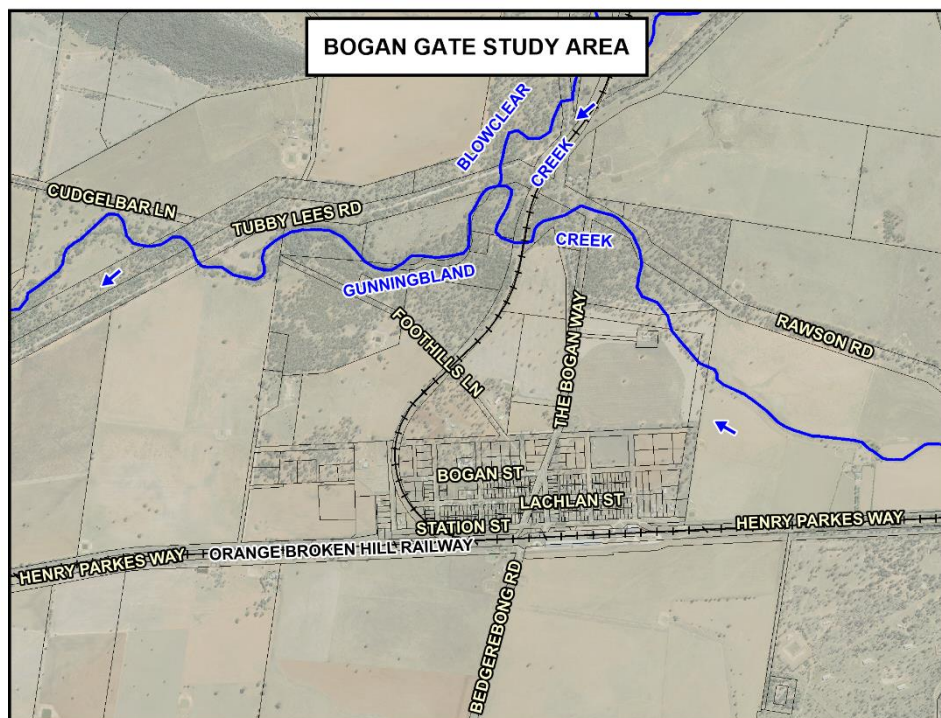 BOGAN GATE STUDY AREA
BLOWCLEAR
CREEK
CUDGELBAR LN
TUBBY LEES RD
CREEK
GUNNINGBLAND
FOOTHILLS LN
THE BOGAN WAY
RAWSON RD
BOGAN ST
LACHLAN ST
STATION ST
HENRY PARKES WAY
ORANGE BROKEN HILL RAILWAY
HENRY PARKES WAY
BEDGEREBONG RD